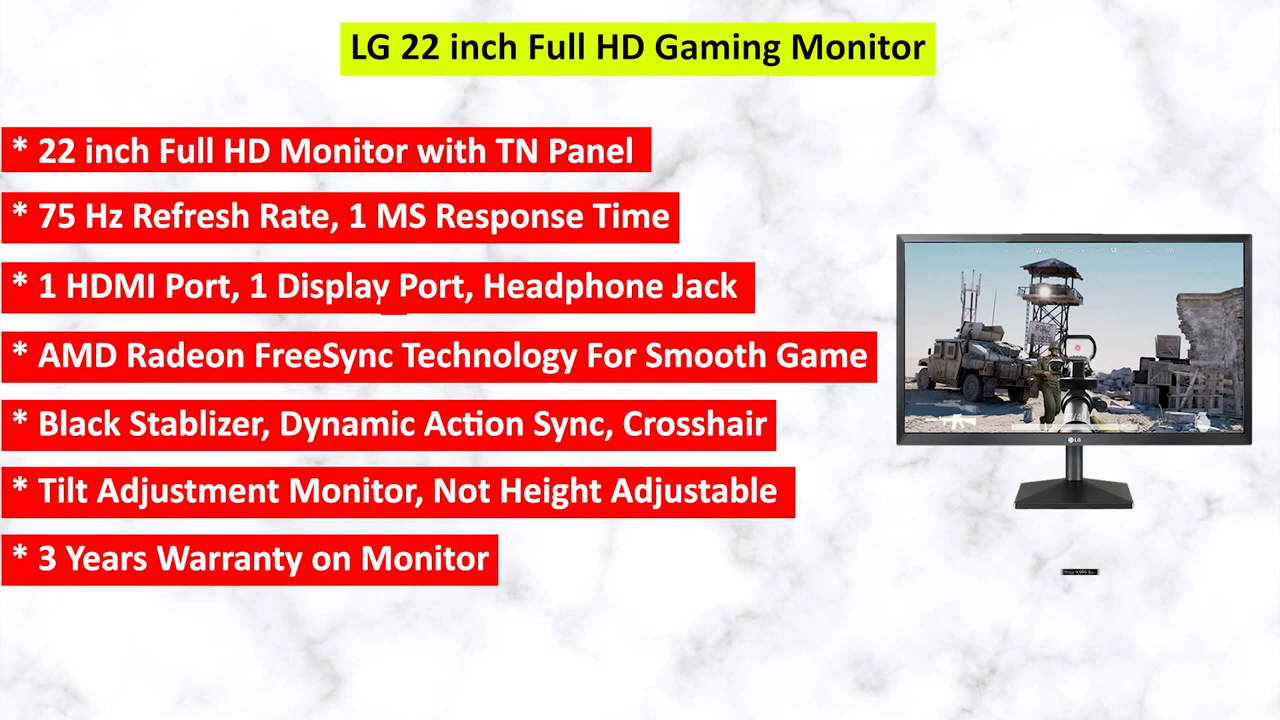 LG 22 inch Full HD Gaming Monitor
* 22 inch Full HD Monitor with TN Panel
* 75 Hz Refresh Rate, 1 MS Response Time
* 1 HDMI Port, 1 Display Port, Headphone Jack
* AMD Radeon FreeSync Technology For Smooth Game
* Black Stablizer, Dynamic Action Sync, Crosshair
* Tilt Adjustment Monitor, Not Height Adjustable
* 3 Years Warranty on Monitor
LG